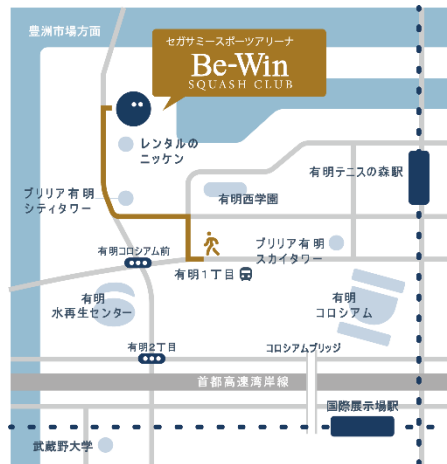 豊洲市場方面
セガサミースポーツアリーナ
Be-Win
SQUASH CLUB
レンタルの
ニッケン
有明テニスの森駅
ブリリア有明
シティタワー
有明西学園
ブリリア有明
スカイタワー
有明コロシアム前
有明1丁目
有明
水再生センター
有明
コロシアム
有明2丁目
コロシアムブリッジ
首都高速湾岸線
国際展示場駅
武蔵野大学